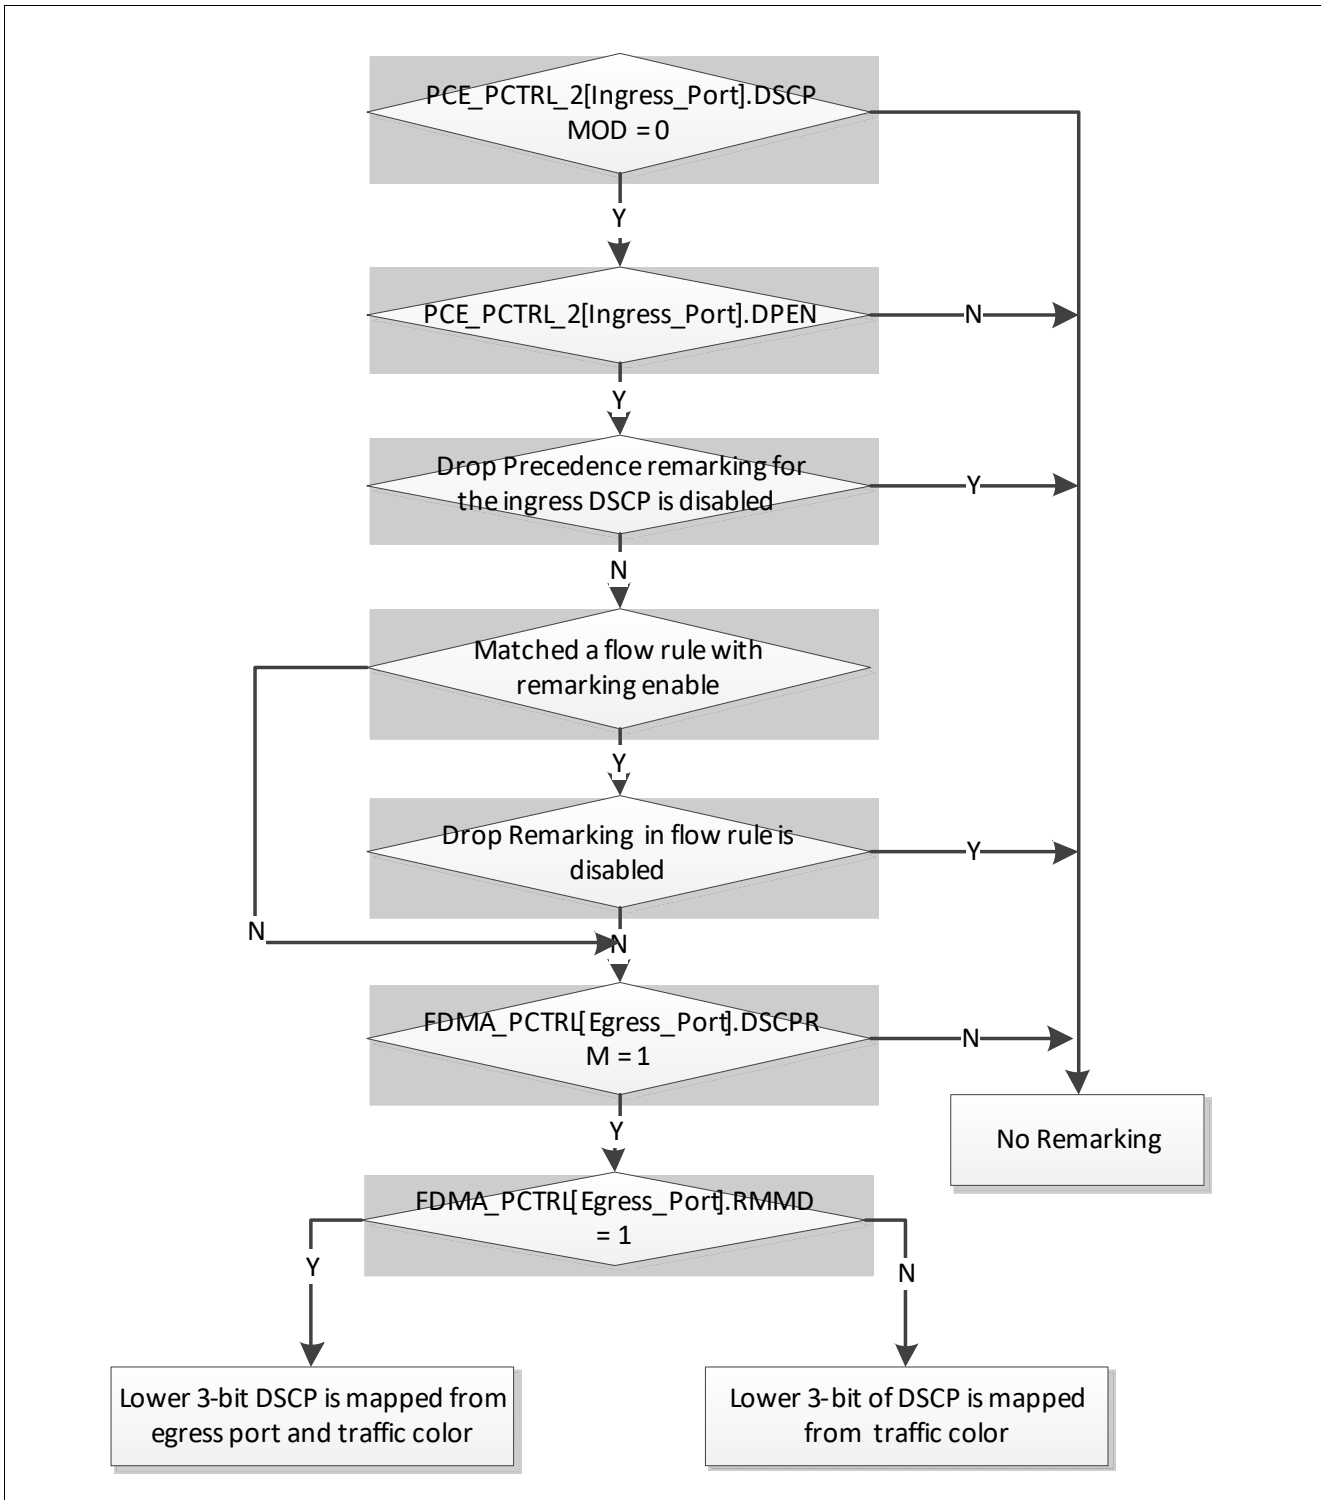 PCE_PCTRL_2[Ingress_Port].DSCP
MOD = 0
Y
PCE_PCTRL_2[Ingress_Port].DPEN
N
Y
Drop Precedence remarking for
the ingress DSCP is disabled
Y
N
Matched a flow rule with
remarking enable
Y
Drop Remarking in flow rule is
disabled
Y
N
N
FDMA_PCTRL[Egress_Port].DSCPR
M = 1
N
Y
No Remarking
FDMA_PCTRL[Egress_Port].RMMD
= 1
Y
N
Lower 3-bit DSCP is mapped from
egress port and traffic color
Lower 3-bit of DSCP is mapped
from traffic color